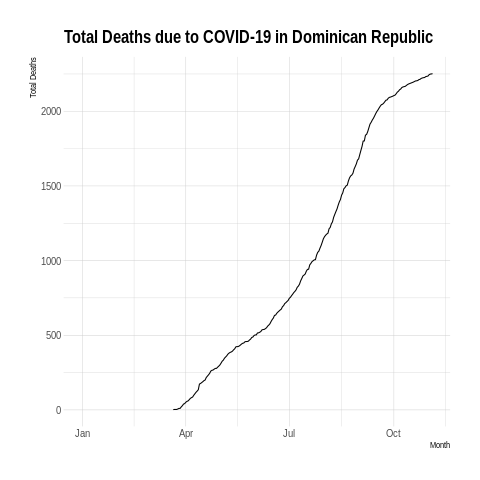 Total Deaths due to COVID-19 in Dominican Republic
Total Deaths
2000
1500
1000
500
0
Jan Apr Jul Oct
Month